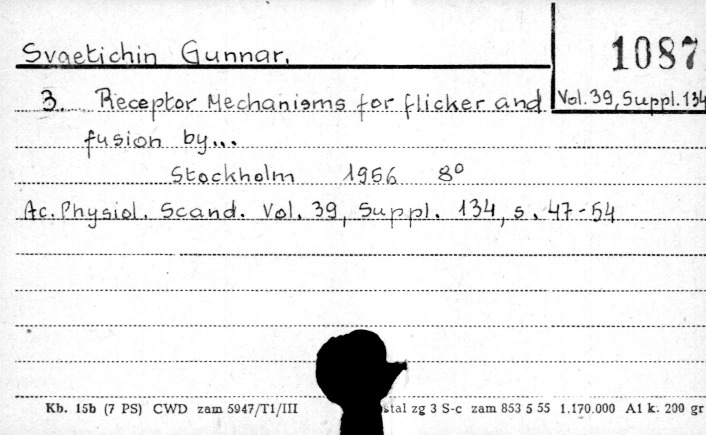 Svaetichin Gunnar.
1087
3. Receptor Mechanisms for flicker and
Vol. 39, Suppl. 134
fusion by...
Stockholm 1956 8°
Ac. Physiol. Scand. Vol. 39, Suppl. 134, s. 47-54
Kb. 15b (7 PS) CWD zam 5947/T1/III stal zg 3 S-c zam 853 5 55 1.170.000 A1 k. 200 gr